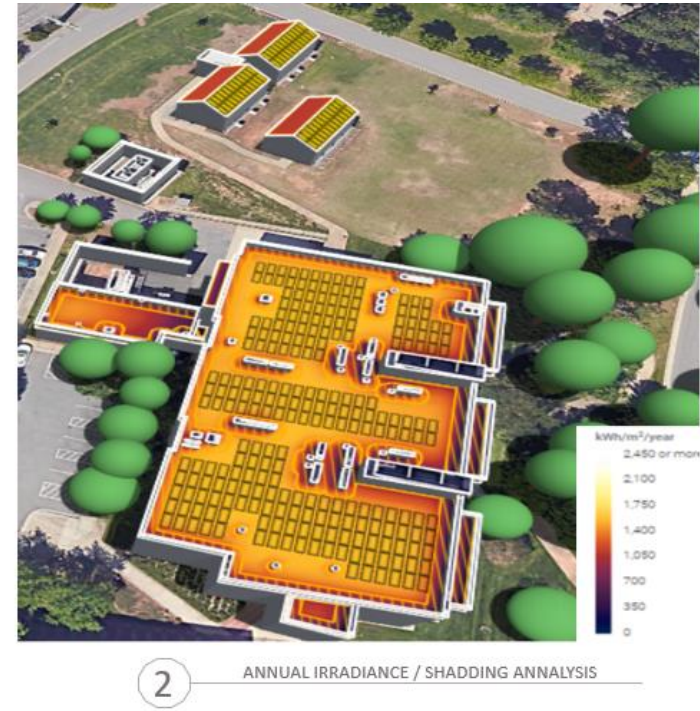 kWh/m²/year
2,450 or more
2,100
1,750
1,400
1,050
700
350
0
2
ANNUAL IRRADIANCE / SHADDING ANNALYSIS